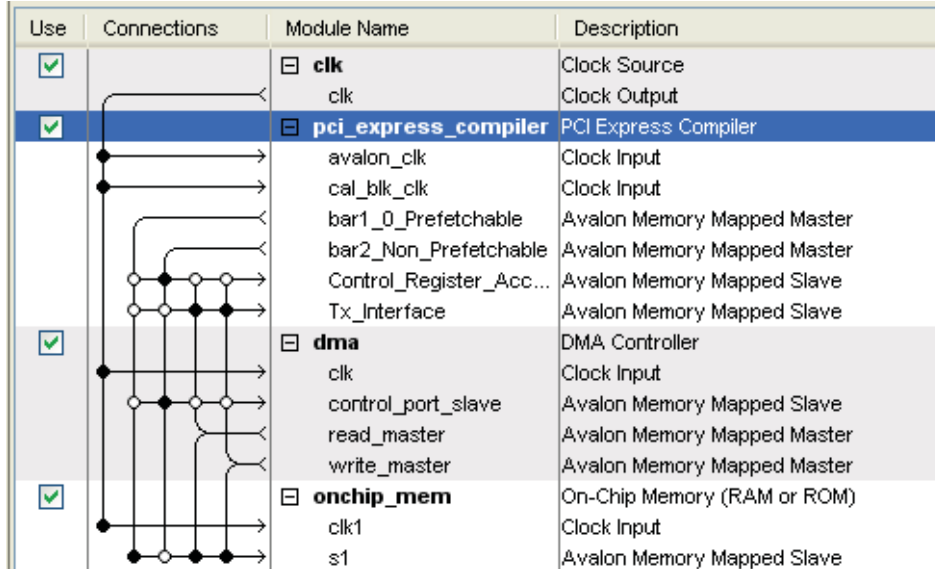 Use Connections Module Name Description
clk Clock Source
clk Clock Output
pci_express_compiler PCI Express Compiler
avalon_clk Clock Input
cal_blk_clk Clock Input
bar1_0_Prefetchable Avalon Memory Mapped Master
bar2_Non_Prefetchable Avalon Memory Mapped Master
Control_Register_Acc... Avalon Memory Mapped Slave
Tx_Interface Avalon Memory Mapped Slave
dma DMA Controller
clk Clock Input
control_port_slave Avalon Memory Mapped Slave
read_master Avalon Memory Mapped Master
write_master Avalon Memory Mapped Master
onchip_mem On-Chip Memory (RAM or ROM)
clk1 Clock Input
s1 Avalon Memory Mapped Slave